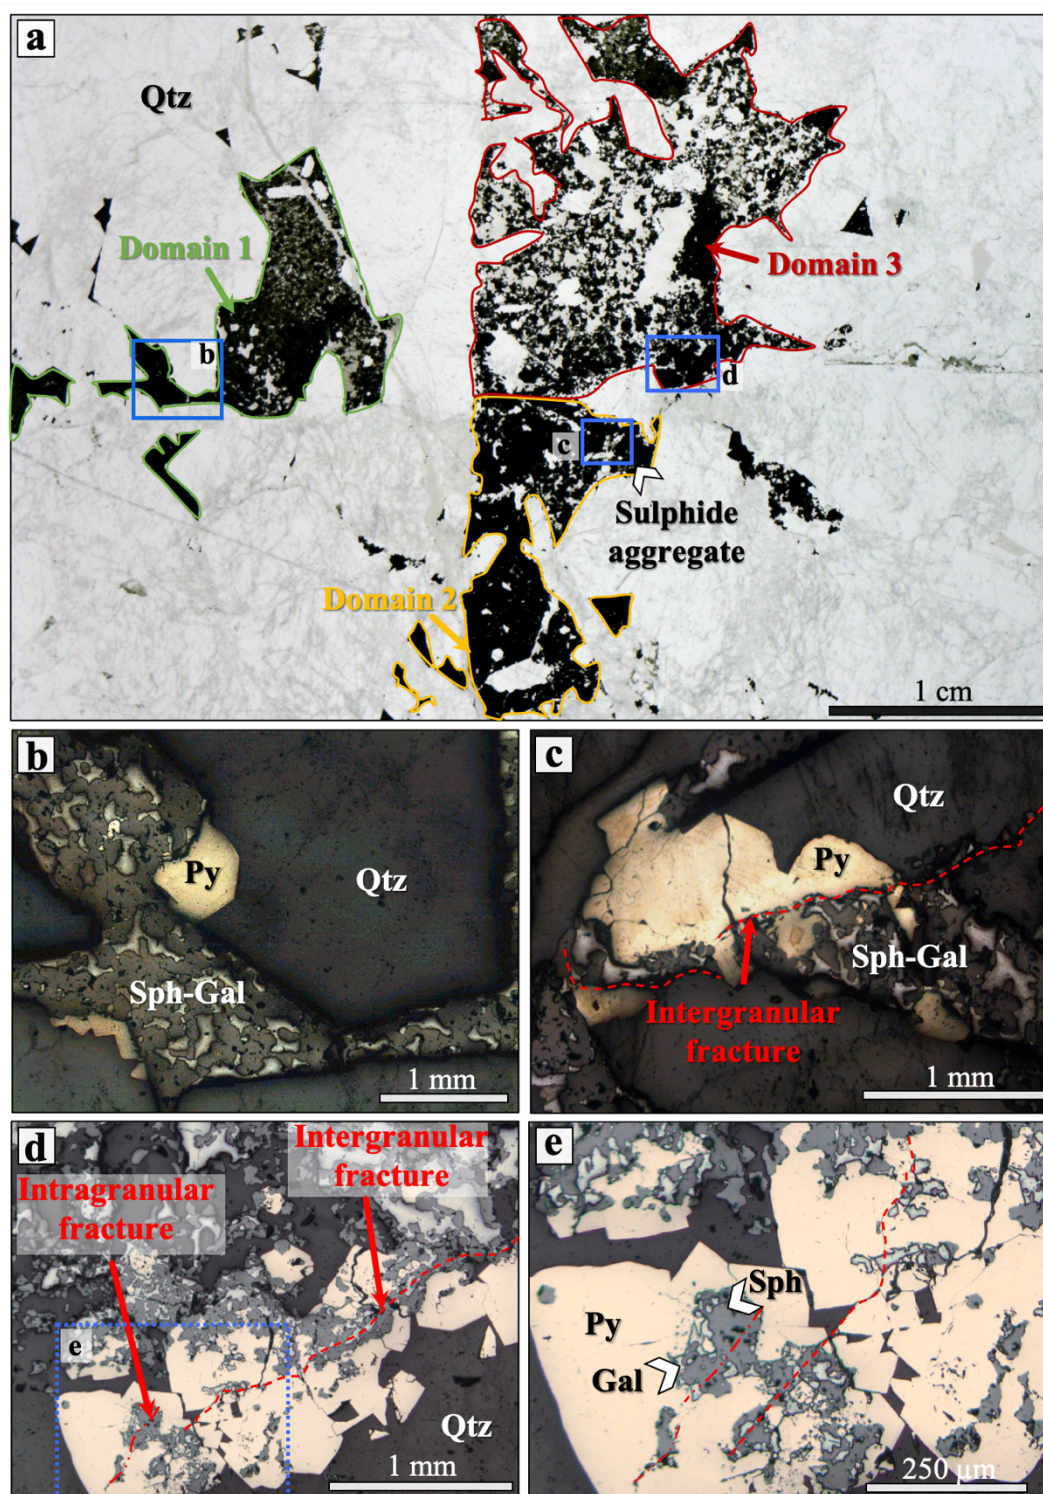 a
Qtz
Domain 1
b
Domain 3
d
c
Sulphide
aggregate
Domain 2
1 cm
b
Py
Qtz
Sph-Gal
1 mm
c
Qtz
Py
Sph-Gal
Intergranular
fracture
1 mm
d
Intergranular
fracture
Intragranular
fracture
e
Qtz
1 mm
e
Sph
Py
Gal
250 µm